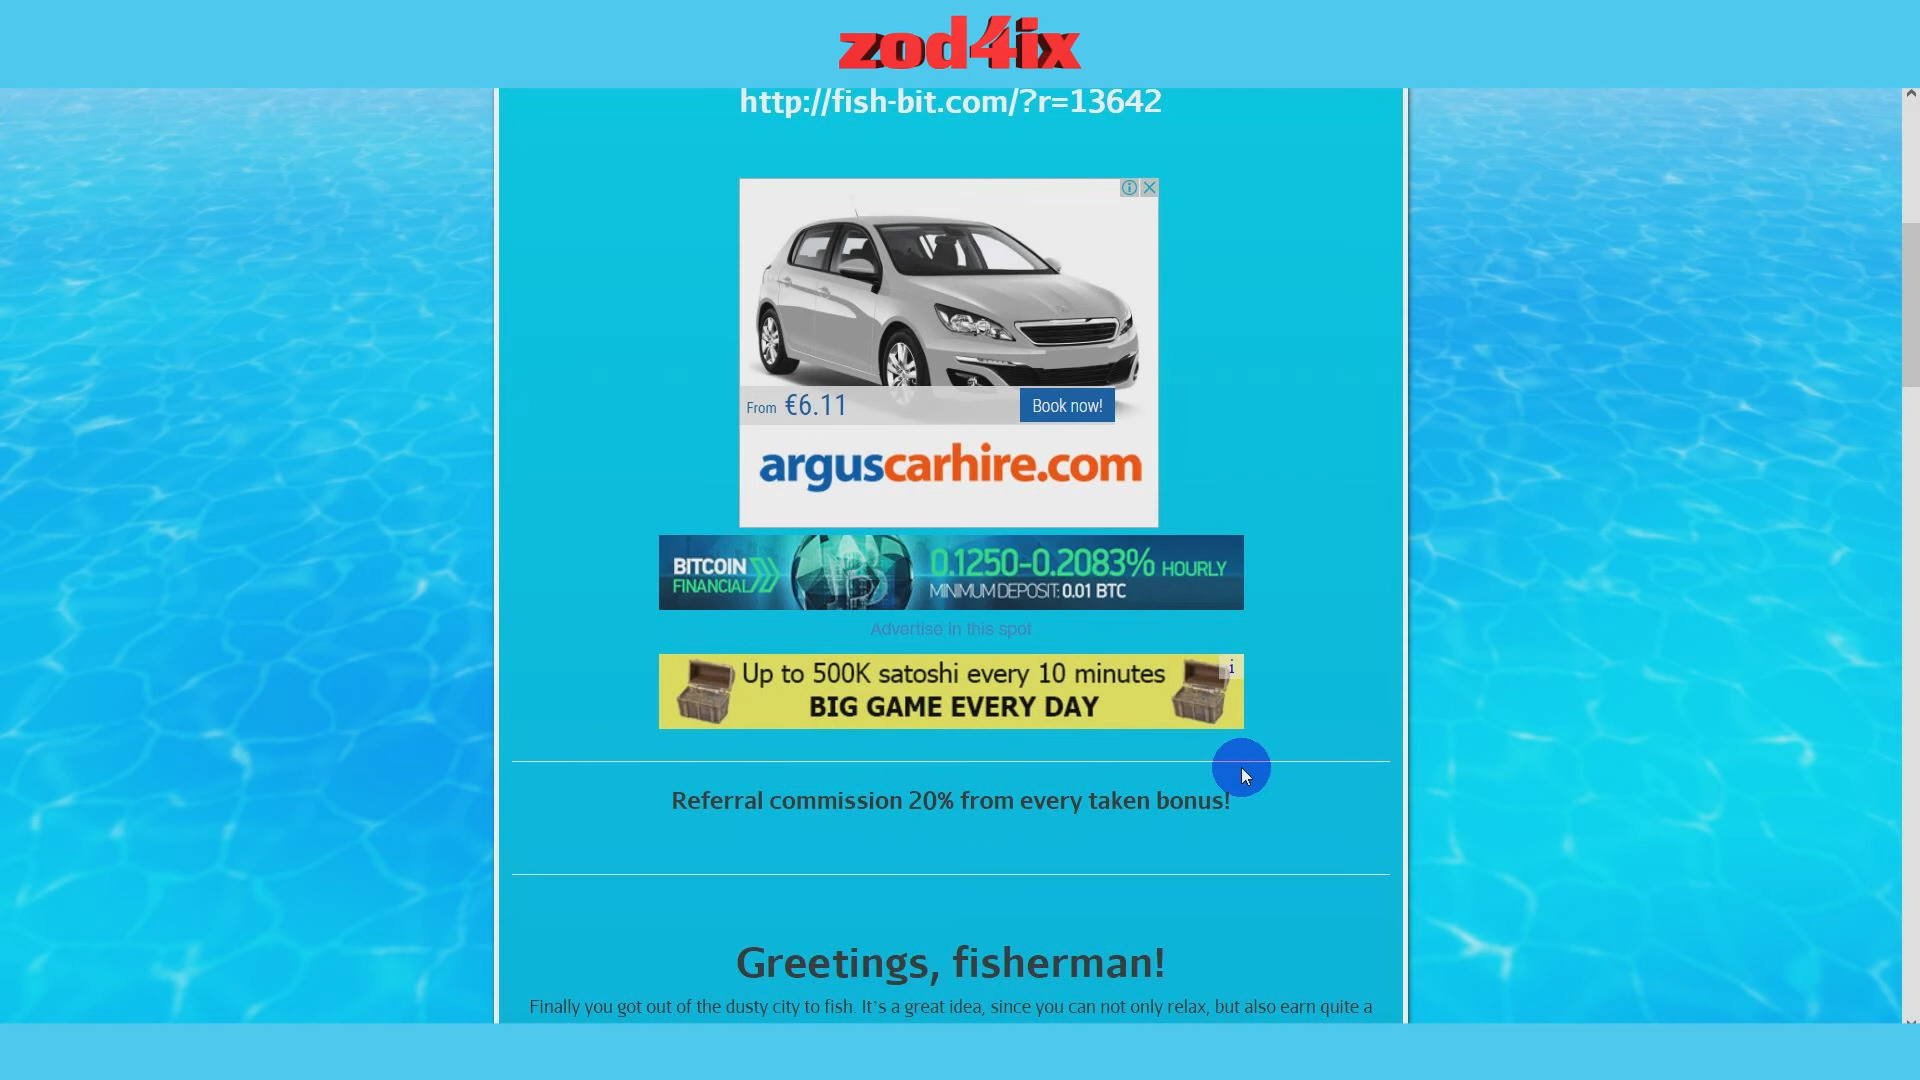 zod4ix
http://fish-bit.com/?r=13642
From €6.11
Book now!
arguscarhire.com
BITCOIN
FINANCIAL
0.1250-0.2083% HOURLY
MINIMUM DEPOSIT: 0.01 BTC
Advertise in this spot
Up to 500K satoshi every 10 minutes
BIG GAME EVERY DAY
i
Referral commission 20% from every taken bonus!
Greetings, fisherman!
Finally you got out of the dusty city to fish. It's a great idea, since you can not only relax, but also earn quite a